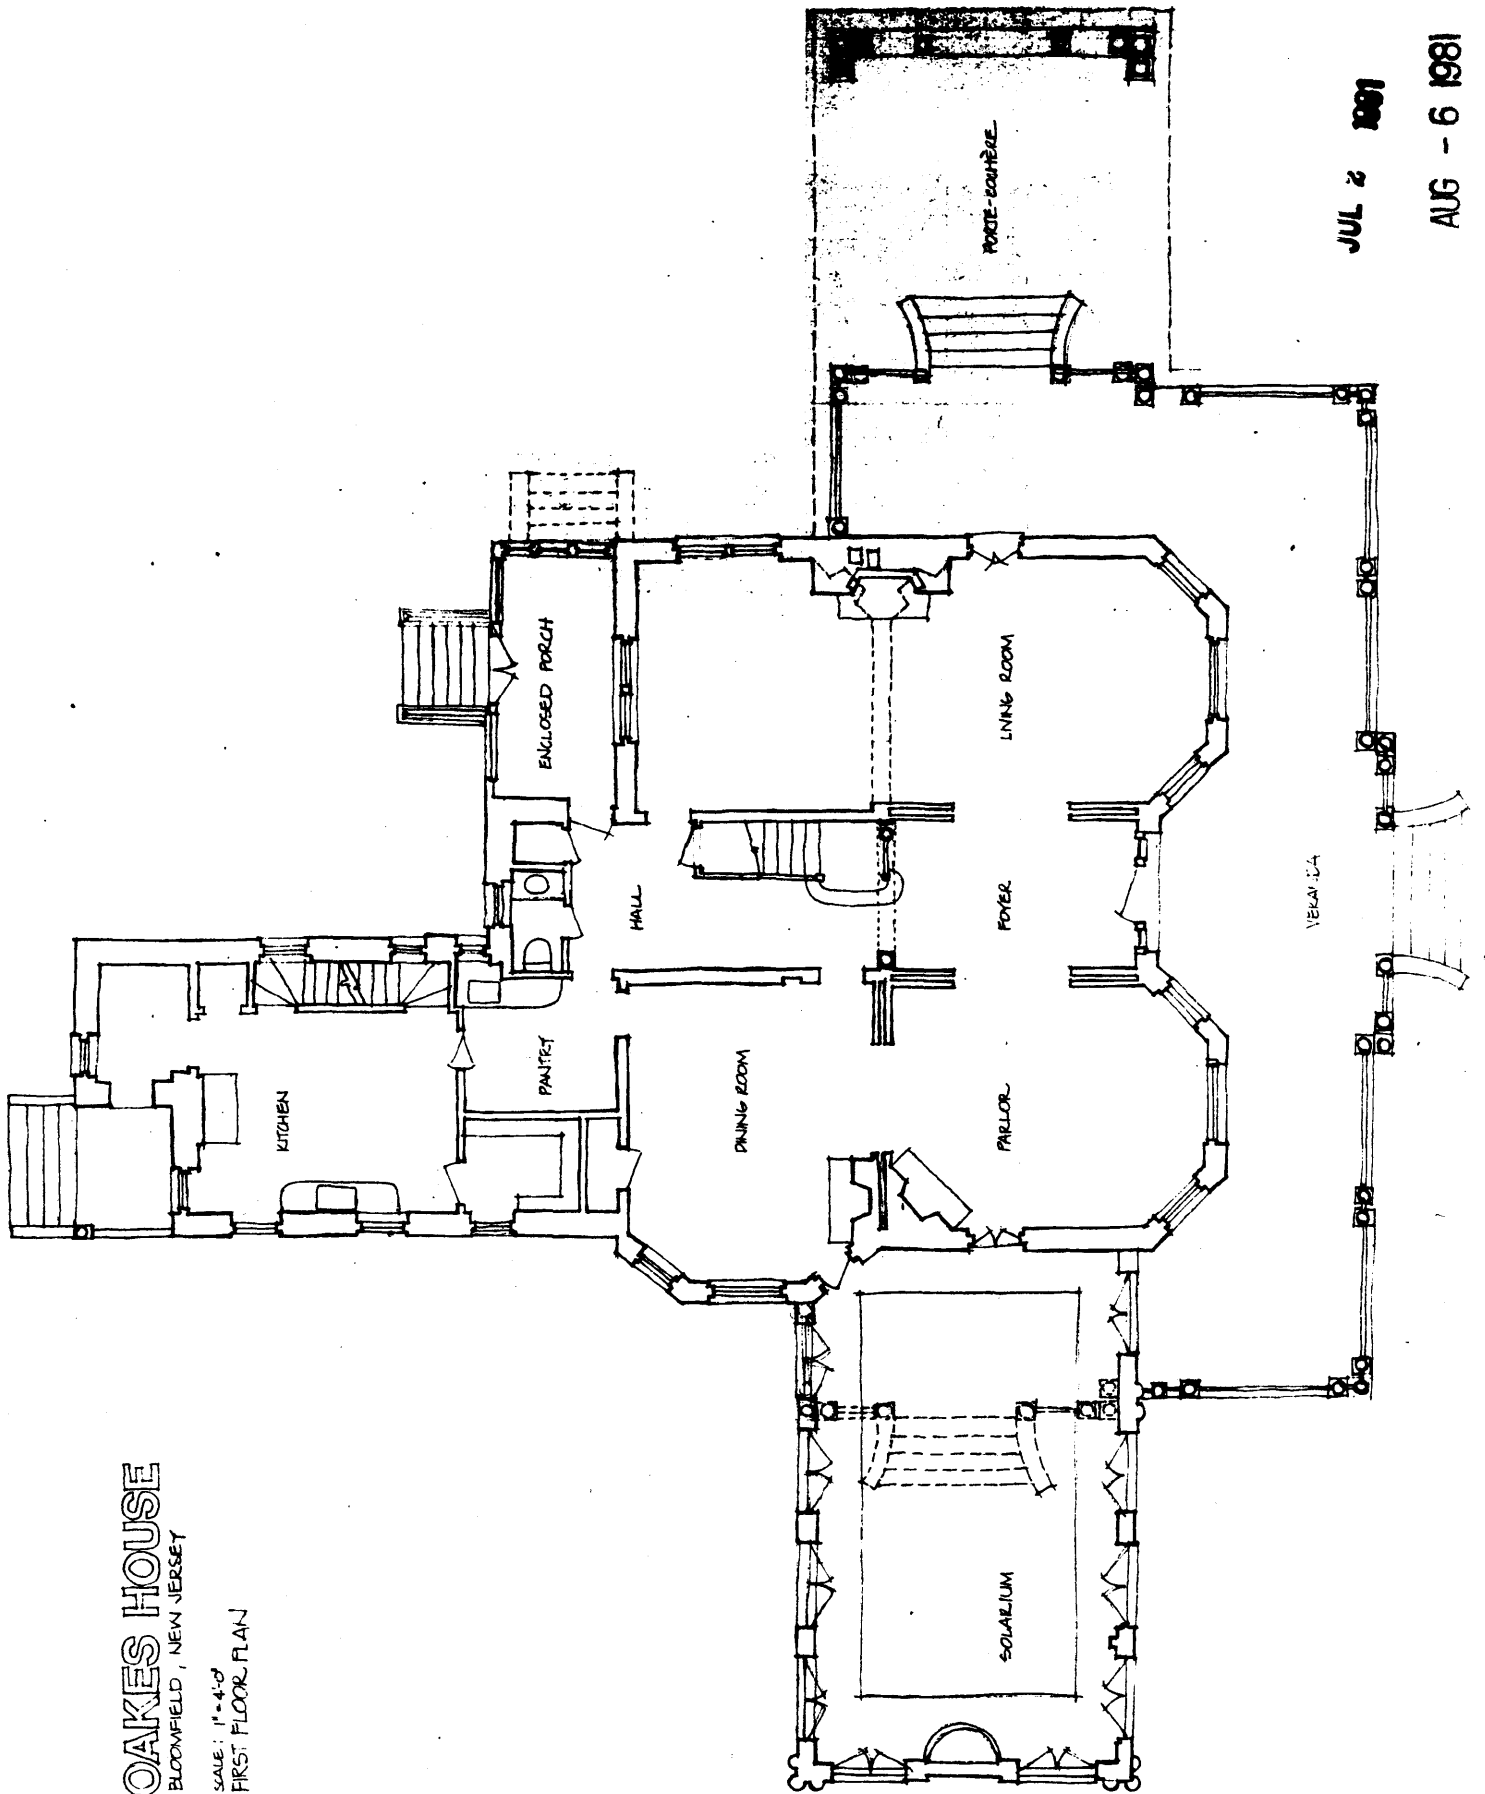 OAKES HOUSE
BLOOMFIELD, NEW JERSEY
SCALE: 1"=4'-0"
FIRST FLOOR PLAN
KITCHEN
PANTRY
HALL
ENCLOSED PORCH
DINING ROOM
PARLOR
FOYER
LIVING ROOM
SOLARIUM
VERANDA
PORTE-COCHÈRE
JUL 2 1981
AUG - 6 1981